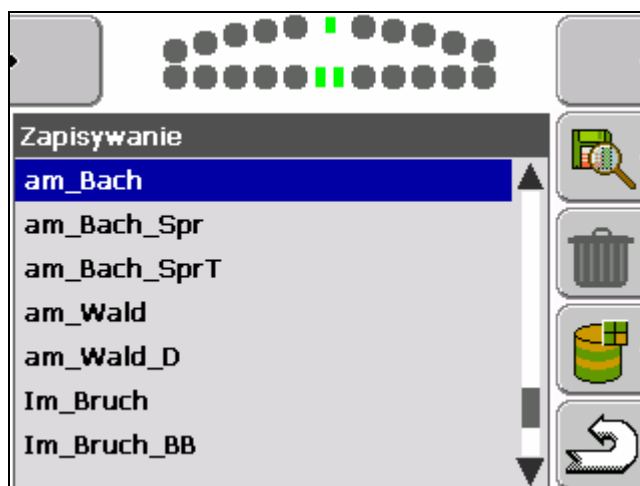 Zapisywanie
am_Bach
am_Bach_Spr
am_Bach_SprT
am_Wald
am_Wald_D
Im_Bruch
Im_Bruch_BB